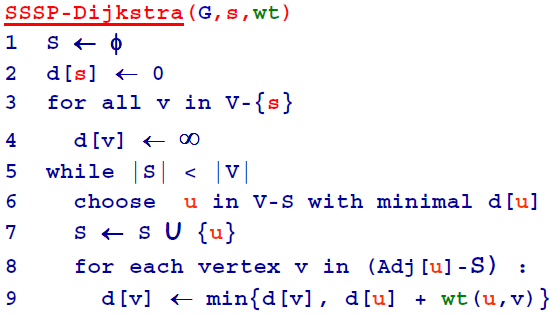 SSSP-Dijkstra(G,s,wt)
1 S ← ϕ
2 d[s] ← 0
3 for all v in V-{s}
4 d[v] ← ∞
5 while |S| < |V|
6 choose u in V-S with minimal d[u]
7 S ← S ∪ {u}
8 for each vertex v in (Adj[u]-S) :
9 d[v] ← min{d[v], d[u] + wt(u,v)}